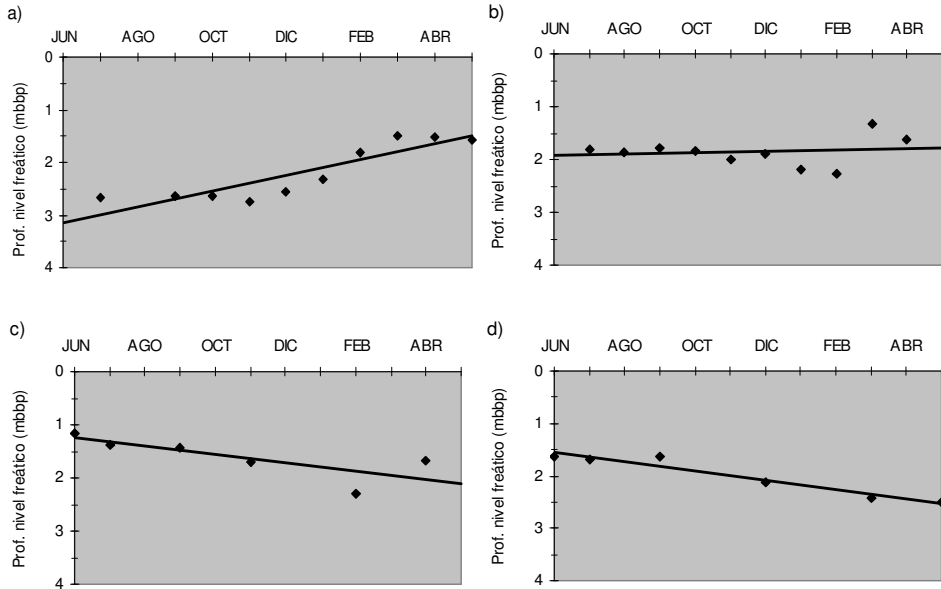 a)
JUN AGO OCT DIC FEB ABR
0
1
2
3
4
Prof. nivel freático (mbbp)
b)
JUN AGO OCT DIC FEB ABR
0
1
2
3
4
Prof. nivel freático (mbbp)
c)
JUN AGO OCT DIC FEB ABR
0
1
2
3
4
Prof. nivel freático (mbbp)
d)
JUN AGO OCT DIC FEB ABR
0
1
2
3
4
Prof. nivel freático (mbbp)